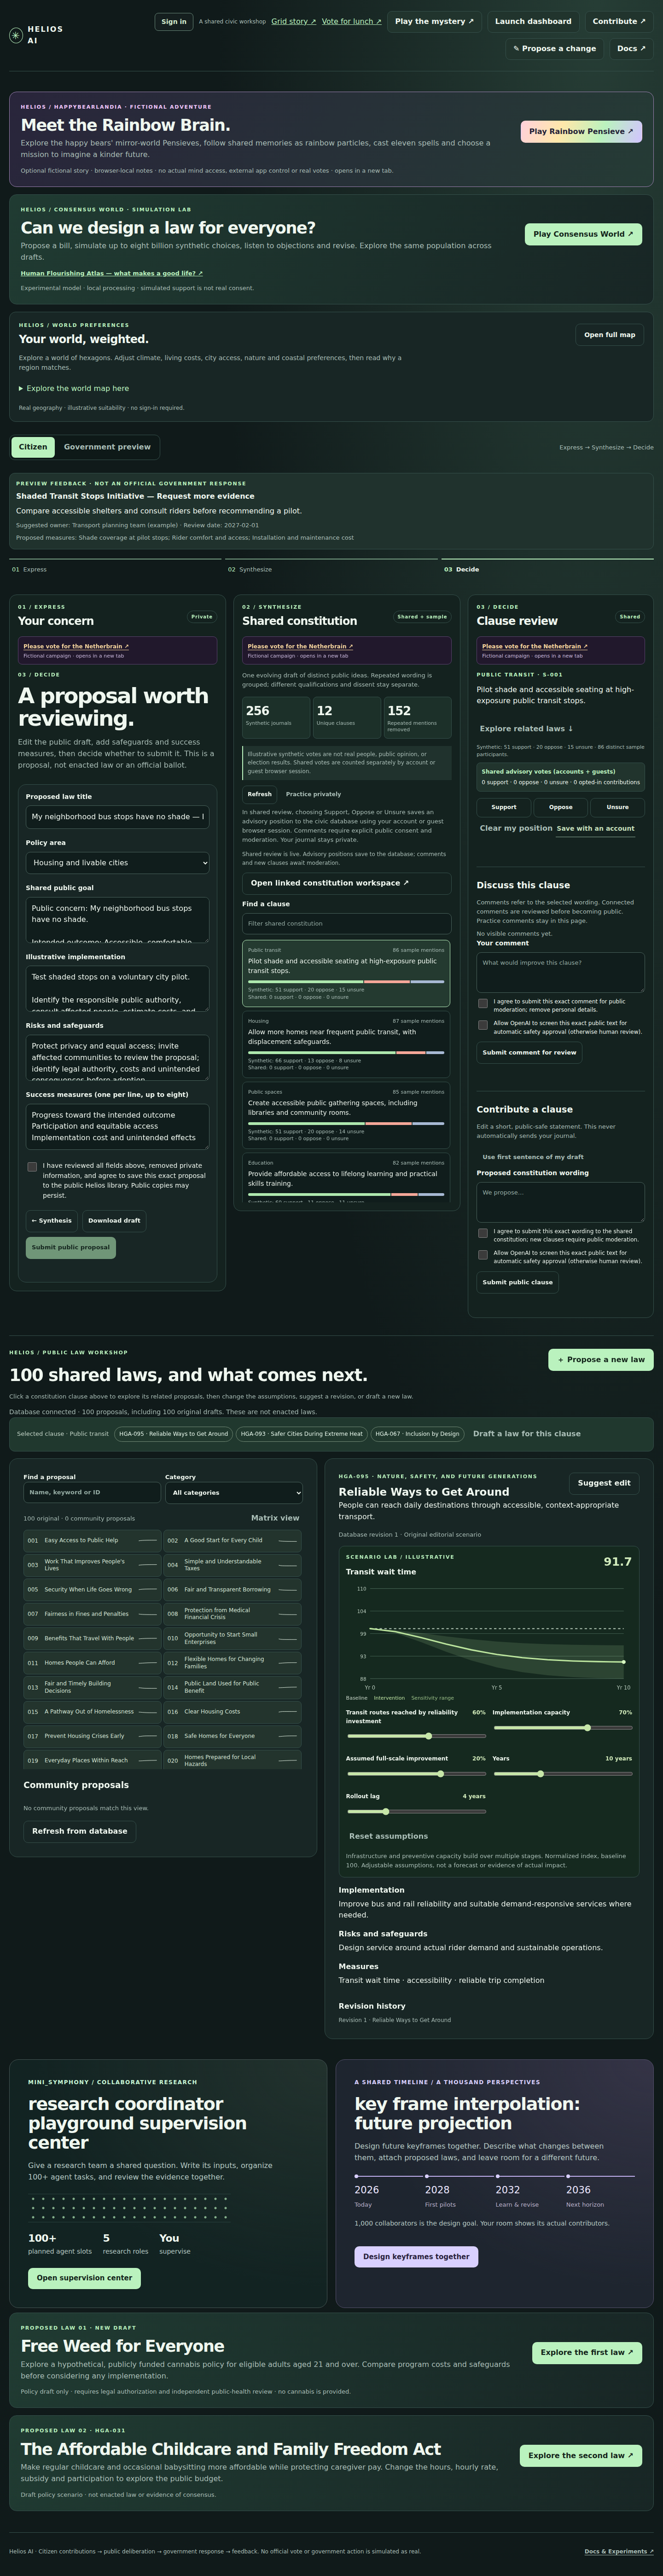 HELIOS AI
Sign in
A shared civic workshop
Grid story ↗
Vote for lunch ↗
Play the mystery ↗
Launch dashboard
Contribute ↗
✎ Propose a change
Docs ↗
HELIOS / HAPPYBEARLANDIA · FICTIONAL ADVENTURE
Meet the Rainbow Brain.
Explore the happy bears' mirror-world Pensieves, follow shared memories as rainbow particles, cast eleven spells and choose a
mission to imagine a kinder future.
Optional fictional story · browser-local notes · no actual mind access, external app control or real votes · opens in a new tab.
Play Rainbow Pensieve ↗
HELIOS / CONSENSUS WORLD · SIMULATION LAB
Can we design a law for everyone?
Propose a bill, simulate up to eight billion synthetic choices, listen to objections and revise. Explore the same population across
drafts.
Human Flourishing Atlas — what makes a good life? ↗
Experimental model · local processing · simulated support is not real consent.
Play Consensus World ↗
HELIOS / WORLD PREFERENCES
Your world, weighted.
Explore a world of hexagons. Adjust climate, living costs, city access, nature and coastal preferences, then read why a
region matches.
▶ Explore the world map here
Real geography · illustrative suitability · no sign-in required.
Open full map
Citizen
Government preview
Express → Synthesize → Decide
PREVIEW FEEDBACK · NOT AN OFFICIAL GOVERNMENT RESPONSE
Shaded Transit Stops Initiative — Request more evidence
Compare accessible shelters and consult riders before recommending a pilot.
Suggested owner: Transport planning team (example) · Review date: 2027-02-01
Proposed measures: Shade coverage at pilot stops; Rider comfort and access; Installation and maintenance cost
01 Express
02 Synthesize
03 Decide
01 / EXPRESS
Your concern
Private
Please vote for the Netherbrain ↗
Fictional campaign · opens in a new tab
03 / DECIDE
A proposal worth
reviewing.
Edit the public draft, add safeguards and success
measures, then decide whether to submit it. This is a
proposal, not enacted law or an official ballot.
Proposed law title
My neighborhood bus stops have no shade — I
Policy area
Housing and livable cities
Shared public goal
Public concern: My neighborhood bus stops
have no shade.
Intended outcome: Accessible, comfortable
Illustrative implementation
Test shaded stops on a voluntary city pilot.
Identify the responsible public authority,
consult affected people, estimate costs, and
Risks and safeguards
Protect privacy and equal access; invite
affected communities to review the proposal;
identify legal authority, costs and unintended
consequences before adoption.
Success measures (one per line, up to eight)
Progress toward the intended outcome
Participation and equitable access
Implementation cost and unintended effects
I have reviewed all fields above, removed private
information, and agree to save this exact proposal
to the public Helios library. Public copies may
persist.
← Synthesis
Download draft
Submit public proposal
02 / SYNTHESIZE
Shared constitution
Shared + sample
Please vote for the Netherbrain ↗
Fictional campaign · opens in a new tab
One evolving draft of distinct public ideas. Repeated wording is
grouped; different qualifications and dissent stay separate.
256
Synthetic journals
12
Unique clauses
152
Repeated mentions
removed
Illustrative synthetic votes are not real people, public opinion, or
election results. Shared votes are counted separately by account or
guest browser session.
Refresh
Practice privately
In shared review, choosing Support, Oppose or Unsure saves an
advisory position to the civic database using your account or guest
browser session. Comments require explicit public consent and
moderation. Your journal stays private.
Shared review is live. Advisory positions save to the database; comments
and new clauses await moderation.
Open linked constitution workspace ↗
Find a clause
Filter shared constitution
Public transit
86 sample mentions
Pilot shade and accessible seating at high-exposure public
transit stops.
Synthetic: 51 support · 20 oppose · 15 unsure
Shared: 0 support · 0 oppose · 0 unsure
Housing
87 sample mentions
Allow more homes near frequent public transit, with
displacement safeguards.
Synthetic: 66 support · 13 oppose · 8 unsure
Shared: 0 support · 0 oppose · 0 unsure
Public spaces
85 sample mentions
Create accessible public gathering spaces, including
libraries and community rooms.
Synthetic: 51 support · 20 oppose · 14 unsure
Shared: 0 support · 0 oppose · 0 unsure
Education
82 sample mentions
Provide affordable access to lifelong learning and practical
skills training.
03 / DECIDE
Clause review
Shared
Please vote for the Netherbrain ↗
Fictional campaign · opens in a new tab
PUBLIC TRANSIT · S-001
Pilot shade and accessible seating at high-
exposure public transit stops.
Explore related laws ↓
Synthetic: 51 support · 20 oppose · 15 unsure · 86 distinct sample
participants.
Shared advisory votes (accounts + guests)
0 support · 0 oppose · 0 unsure · 0 opted-in contributions
Support
Oppose
Unsure
Clear my position
Save with an account
Discuss this clause
Comments refer to the selected wording. Connected
comments are reviewed before becoming public.
Practice comments stay in this page.
No visible comments yet.
Your comment
What would improve this clause?
I agree to submit this exact comment for public
moderation; remove personal details.
Allow OpenAI to screen this exact public text for
automatic safety approval (otherwise human review).
Submit comment for review
Contribute a clause
Edit a short, public-safe statement. This never
automatically sends your journal.
Use first sentence of my draft
Proposed constitution wording
We propose…
I agree to submit this exact wording to the shared
constitution; new clauses require public moderation.
Allow OpenAI to screen this exact public text for
automatic safety approval (otherwise human review).
Submit public clause
HELIOS / PUBLIC LAW WORKSHOP
100 shared laws, and what comes next.
＋ Propose a new law
Click a constitution clause above to explore its related proposals, then change the assumptions, suggest a revision, or draft a new law.
Database connected · 100 proposals, including 100 original drafts. These are not enacted laws.
Selected clause · Public transit
HGA-095 · Reliable Ways to Get Around
HGA-093 · Safer Cities During Extreme Heat
HGA-067 · Inclusion by Design
Draft a law for this clause
Find a proposal
Name, keyword or ID
Category
All categories
100 original · 0 community proposals
Matrix view
001 Easy Access to Public Help
002 A Good Start for Every Child
003 Work That Improves People's Lives
004 Simple and Understandable Taxes
005 Security When Life Goes Wrong
006 Fair and Transparent Borrowing
007 Fairness in Fines and Penalties
008 Protection from Medical Financial Crisis
009 Benefits That Travel With People
010 Opportunity to Start Small Enterprises
011 Homes People Can Afford
012 Flexible Homes for Changing Families
013 Fair and Timely Building Decisions
014 Public Land Used for Public Benefit
015 A Pathway Out of Homelessness
016 Clear Housing Costs
017 Prevent Housing Crises Early
018 Safe Homes for Everyone
019 Everyday Places Within Reach
020 Homes Prepared for Local Hazards
Community proposals
No community proposals match this view.
Refresh from database
HGA-095 · NATURE, SAFETY, AND FUTURE GENERATIONS
Reliable Ways to Get Around
Suggest edit
People can reach daily destinations through accessible, context-appropriate
transport.
Database revision 1 · Original editorial scenario
SCENARIO LAB / ILLUSTRATIVE
Transit wait time
91.7
110
104
99
93
88
Yr 0
Yr 5
Yr 10
Baseline
Intervention
Sensitivity range
Transit routes reached by reliability investment 60%
Implementation capacity 70%
Assumed full-scale improvement 20%
Years 10 years
Rollout lag 4 years
Reset assumptions
Infrastructure and preventive capacity build over multiple stages. Normalized index, baseline
100. Adjustable assumptions, not a forecast or evidence of actual impact.
Implementation
Improve bus and rail reliability and suitable demand-responsive services where
needed.
Risks and safeguards
Design service around actual rider demand and sustainable operations.
Measures
Transit wait time · accessibility · reliable trip completion
Revision history
Revision 1 · Reliable Ways to Get Around
MINI_SYMPHONY / COLLABORATIVE RESEARCH
research coordinator
playground supervision
center
Give a research team a shared question. Write its inputs, organize
100+ agent tasks, and review the evidence together.
100+
planned agent slots
5
research roles
You
supervise
Open supervision center
A SHARED TIMELINE / A THOUSAND PERSPECTIVES
key frame interpolation:
future projection
Design future keyframes together. Describe what changes between
them, attach proposed laws, and leave room for a different future.
2026
Today
2028
First pilots
2032
Learn & revise
2036
Next horizon
1,000 collaborators is the design goal. Your room shows its actual contributors.
Design keyframes together
PROPOSED LAW 01 · NEW DRAFT
Free Weed for Everyone
Explore a hypothetical, publicly funded cannabis policy for eligible adults aged 21 and over. Compare program costs and safeguards
before considering any implementation.
Policy draft only · requires legal authorization and independent public-health review · no cannabis is provided.
Explore the first law ↗
PROPOSED LAW 02 · HGA-031
The Affordable Childcare and Family Freedom Act
Make regular childcare and occasional babysitting more affordable while protecting caregiver pay. Change the hours, hourly rate,
subsidy and participation to explore the public budget.
Draft policy scenario · not enacted law or evidence of consensus.
Explore the second law ↗
Helios AI · Citizen contributions → public deliberation → government response → feedback. No official vote or government action is simulated as real.
Docs & Experiments ↗